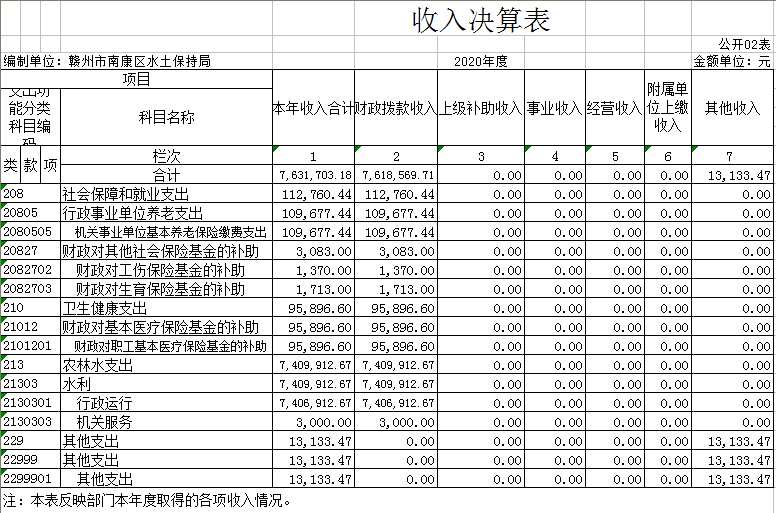 收入决算表
公开02表
编制单位：赣州市南康区水土保持局 2020年度 金额单位：元
项目 本年收入合计 财政拨款收入 上级补助收入 事业收入 经营收入 附属单位上缴收入 其他收入
支出功能分类科目编码 科目名称
类 款 项 栏次 1 2 3 4 5 6 7
合计 7,631,703.18 7,618,569.71 0.00 0.00 0.00 0.00 13,133.47
208 社会保障和就业支出 112,760.44 112,760.44 0.00 0.00 0.00 0.00 0.00
20805 行政事业单位养老支出 109,677.44 109,677.44 0.00 0.00 0.00 0.00 0.00
2080505 机关事业单位基本养老保险缴费支出 109,677.44 109,677.44 0.00 0.00 0.00 0.00 0.00
20827 财政对其他社会保险基金的补助 3,083.00 3,083.00 0.00 0.00 0.00 0.00 0.00
2082702 财政对工伤保险基金的补助 1,370.00 1,370.00 0.00 0.00 0.00 0.00 0.00
2082703 财政对生育保险基金的补助 1,713.00 1,713.00 0.00 0.00 0.00 0.00 0.00
210 卫生健康支出 95,896.60 95,896.60 0.00 0.00 0.00 0.00 0.00
21012 财政对基本医疗保险基金的补助 95,896.60 95,896.60 0.00 0.00 0.00 0.00 0.00
2101201 财政对职工基本医疗保险基金的补助 95,896.60 95,896.60 0.00 0.00 0.00 0.00 0.00
213 农林水支出 7,409,912.67 7,409,912.67 0.00 0.00 0.00 0.00 0.00
21303 水利 7,409,912.67 7,409,912.67 0.00 0.00 0.00 0.00 0.00
2130301 行政运行 7,406,912.67 7,406,912.67 0.00 0.00 0.00 0.00 0.00
2130303 机关服务 3,000.00 3,000.00 0.00 0.00 0.00 0.00 0.00
229 其他支出 13,133.47 0.00 0.00 0.00 0.00 0.00 13,133.47
22999 其他支出 13,133.47 0.00 0.00 0.00 0.00 0.00 13,133.47
2299901 其他支出 13,133.47 0.00 0.00 0.00 0.00 0.00 13,133.47
注：本表反映部门本年度取得的各项收入情况。